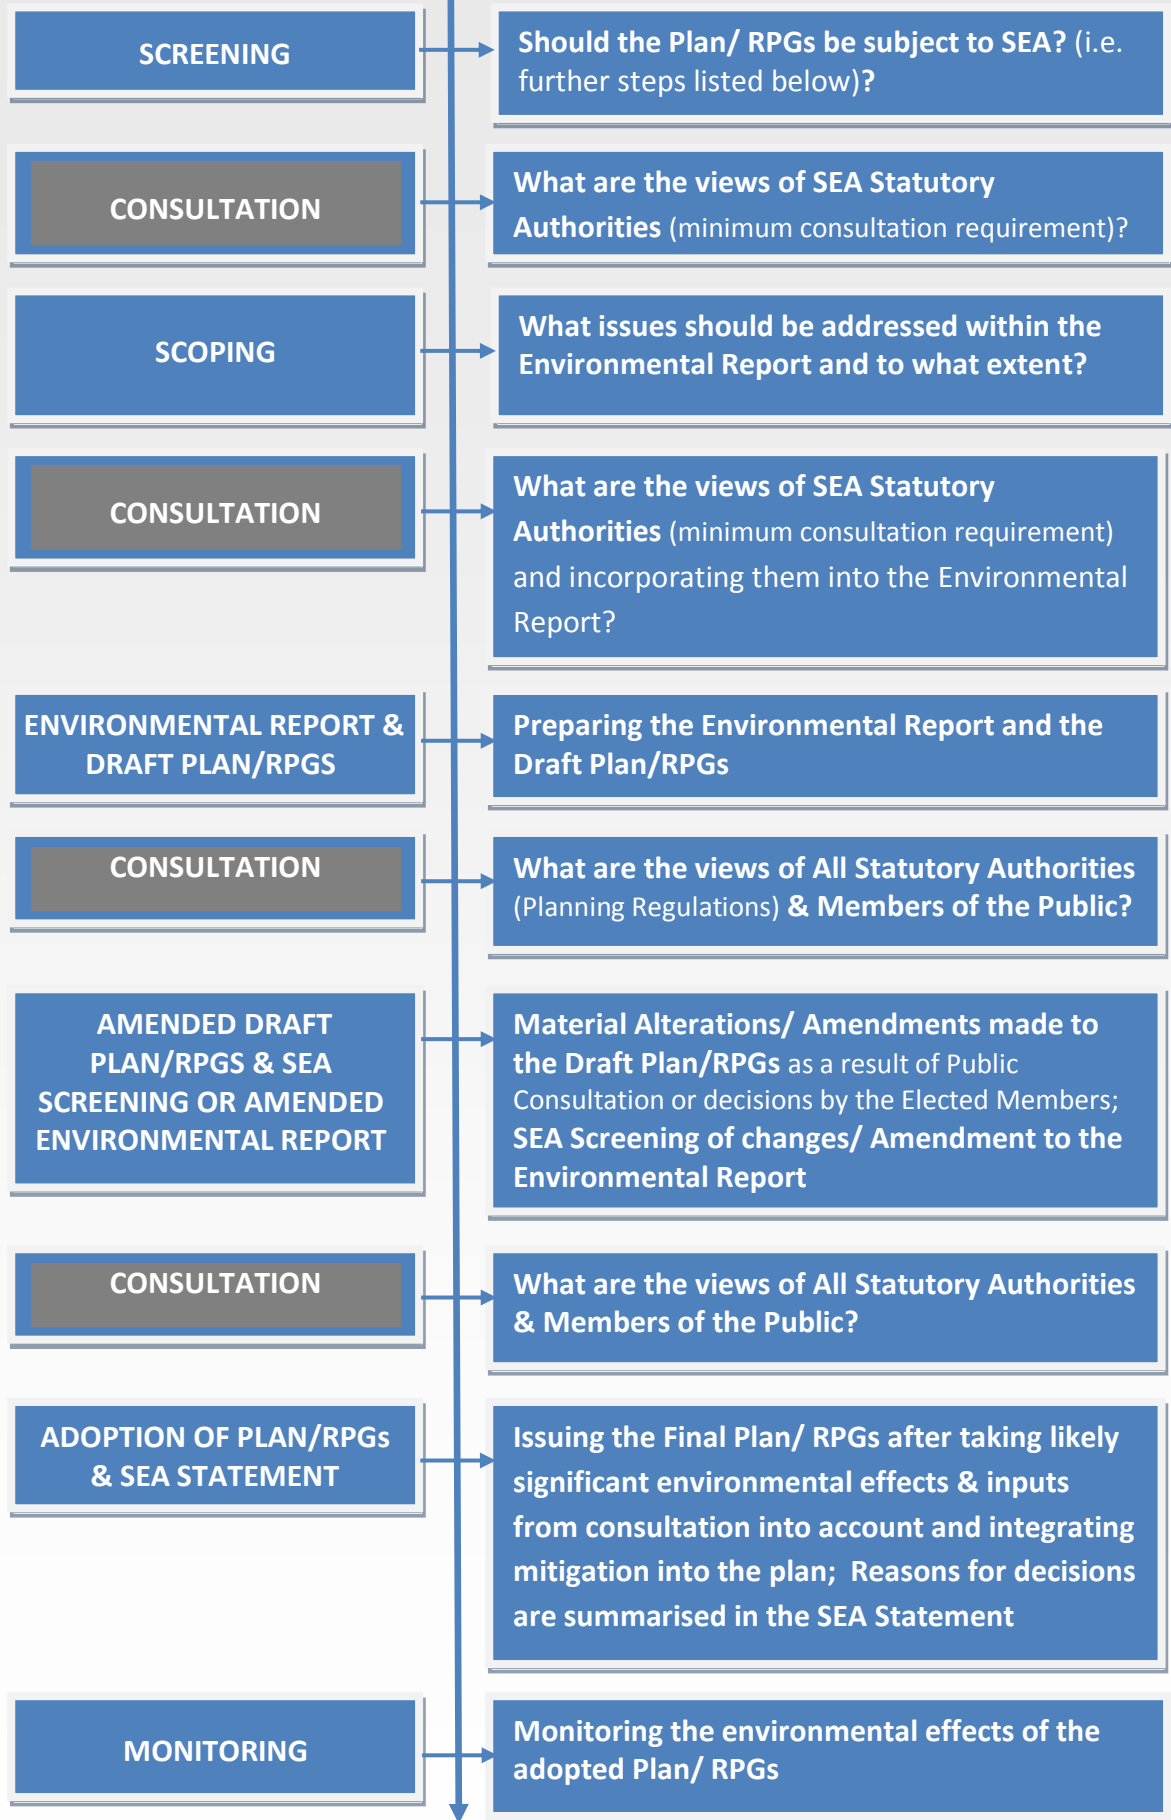 SCREENING
Should the Plan/ RPGs be subject to SEA? (i.e.
further steps listed below)?
CONSULTATION
What are the views of SEA Statutory
Authorities (minimum consultation requirement)?
SCOPING
What issues should be addressed within the
Environmental Report and to what extent?
CONSULTATION
What are the views of SEA Statutory
Authorities (minimum consultation requirement)
and incorporating them into the Environmental
Report?
ENVIRONMENTAL REPORT &
DRAFT PLAN/RPGS
Preparing the Environmental Report and the
Draft Plan/RPGs
CONSULTATION
What are the views of All Statutory Authorities
(Planning Regulations) & Members of the Public?
AMENDED DRAFT
PLAN/RPGS & SEA
SCREENING OR AMENDED
ENVIRONMENTAL REPORT
Material Alterations/ Amendments made to
the Draft Plan/RPGs as a result of Public
Consultation or decisions by the Elected Members;
SEA Screening of changes/ Amendment to the
Environmental Report
CONSULTATION
What are the views of All Statutory Authorities
& Members of the Public?
ADOPTION OF PLAN/RPGs
& SEA STATEMENT
Issuing the Final Plan/ RPGs after taking likely
significant environmental effects & inputs
from consultation into account and integrating
mitigation into the plan; Reasons for decisions
are summarised in the SEA Statement
MONITORING
Monitoring the environmental effects of the
adopted Plan/ RPGs